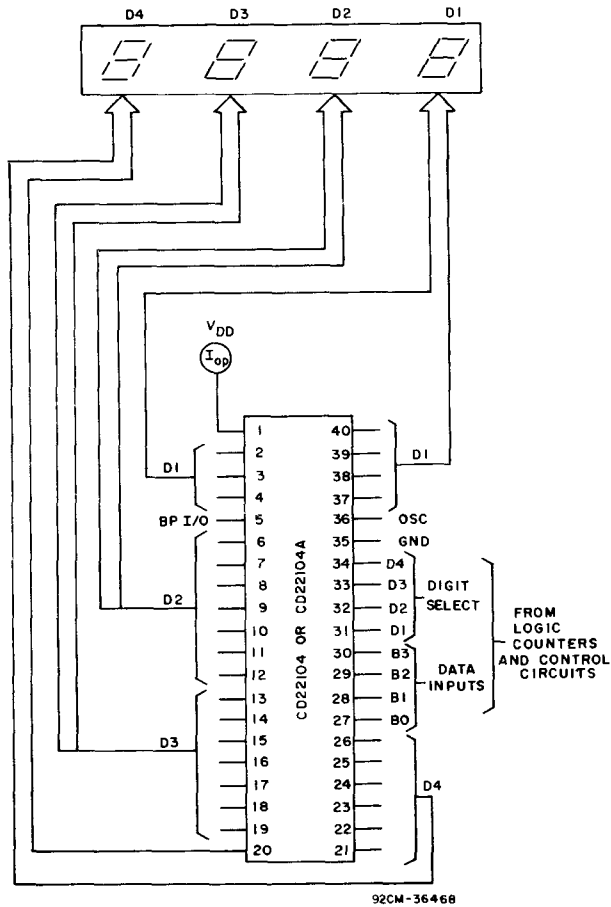 D4 D3 D2 D1
VDD
Iop
1 40
2 39
D1 3 38 D1
4 37
BP I/O 5 36 OSC
6 35 GND
7 34 D4
8 33 D3 DIGIT
D2 9 32 D2 SELECT
10 31 D1
11 30 B3
12 29 B2 DATA
13 28 B1 INPUTS
14 27 B0
FROM
LOGIC
COUNTERS
AND CONTROL
CIRCUITS
D3 15 26
16 25
17 24 D4
18 23
19 22
20 21
CD22104 OR CD22104A
92CM-36468